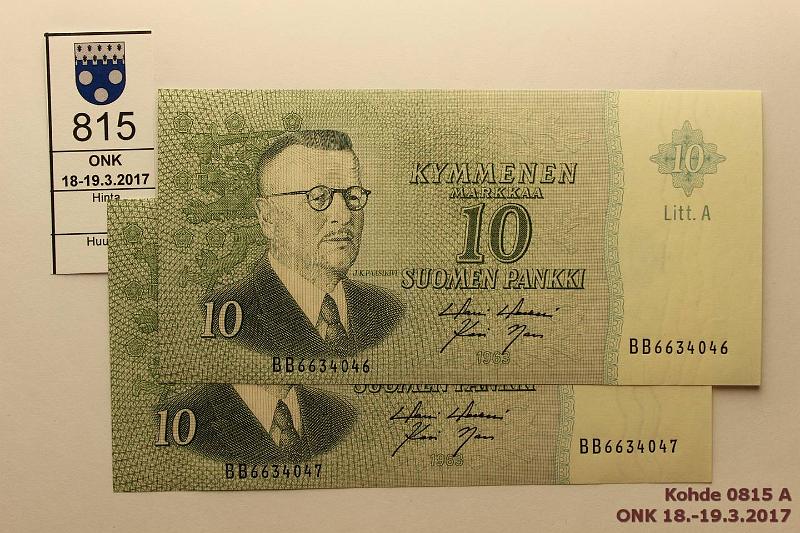 815
ONK
18-19.3.2017
Hinta
Huu
KYMMENEN
MARKKAA
10
SUOMEN PANKKI
J.K.PAASIKIVI
10
BB6634046
1963
10
Litt. A
BB6634046
SUOMEN PANKKI
10
BB6634047
1963
BB6634047
Kohde 0815 A
ONK 18.-19.3.2017